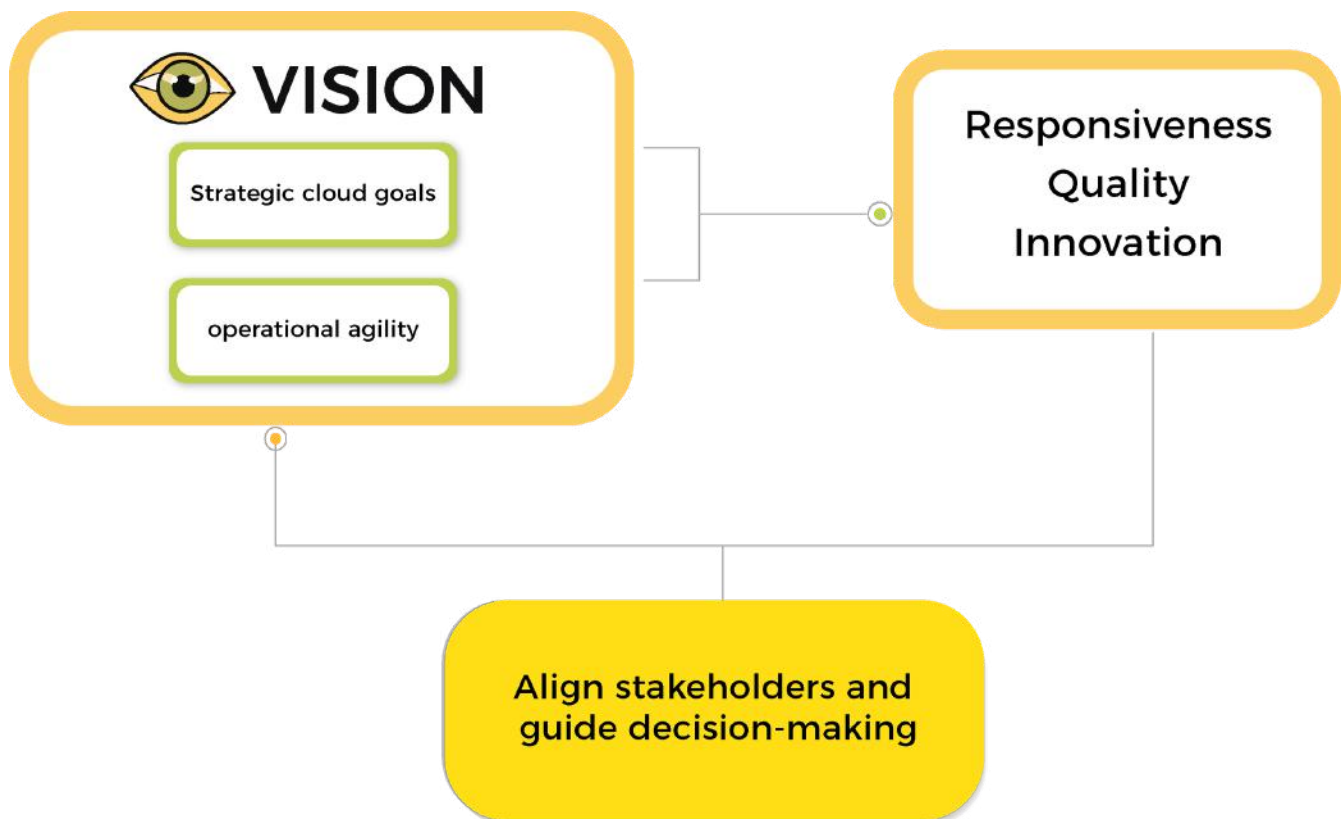 VISION
Strategic cloud goals
operational agility
Responsiveness
Quality
Innovation
Align stakeholders and
guide decision-making